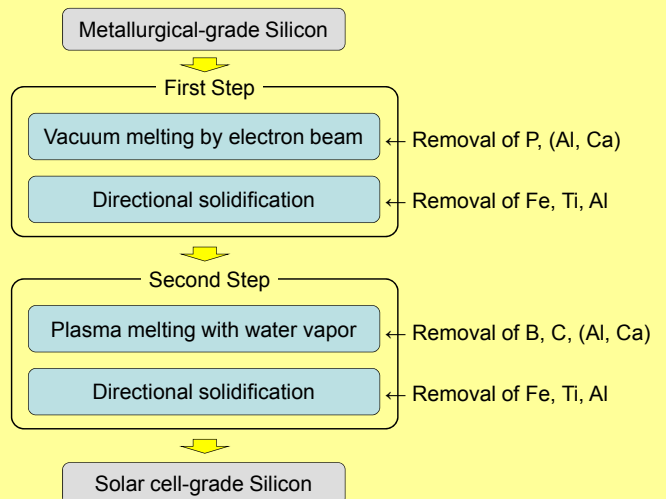 Metallurgical-grade Silicon
First Step
Vacuum melting by electron beam ← Removal of P, (Al, Ca)
Directional solidification ← Removal of Fe, Ti, Al
Second Step
Plasma melting with water vapor ← Removal of B, C, (Al, Ca)
Directional solidification ← Removal of Fe, Ti, Al
Solar cell-grade Silicon